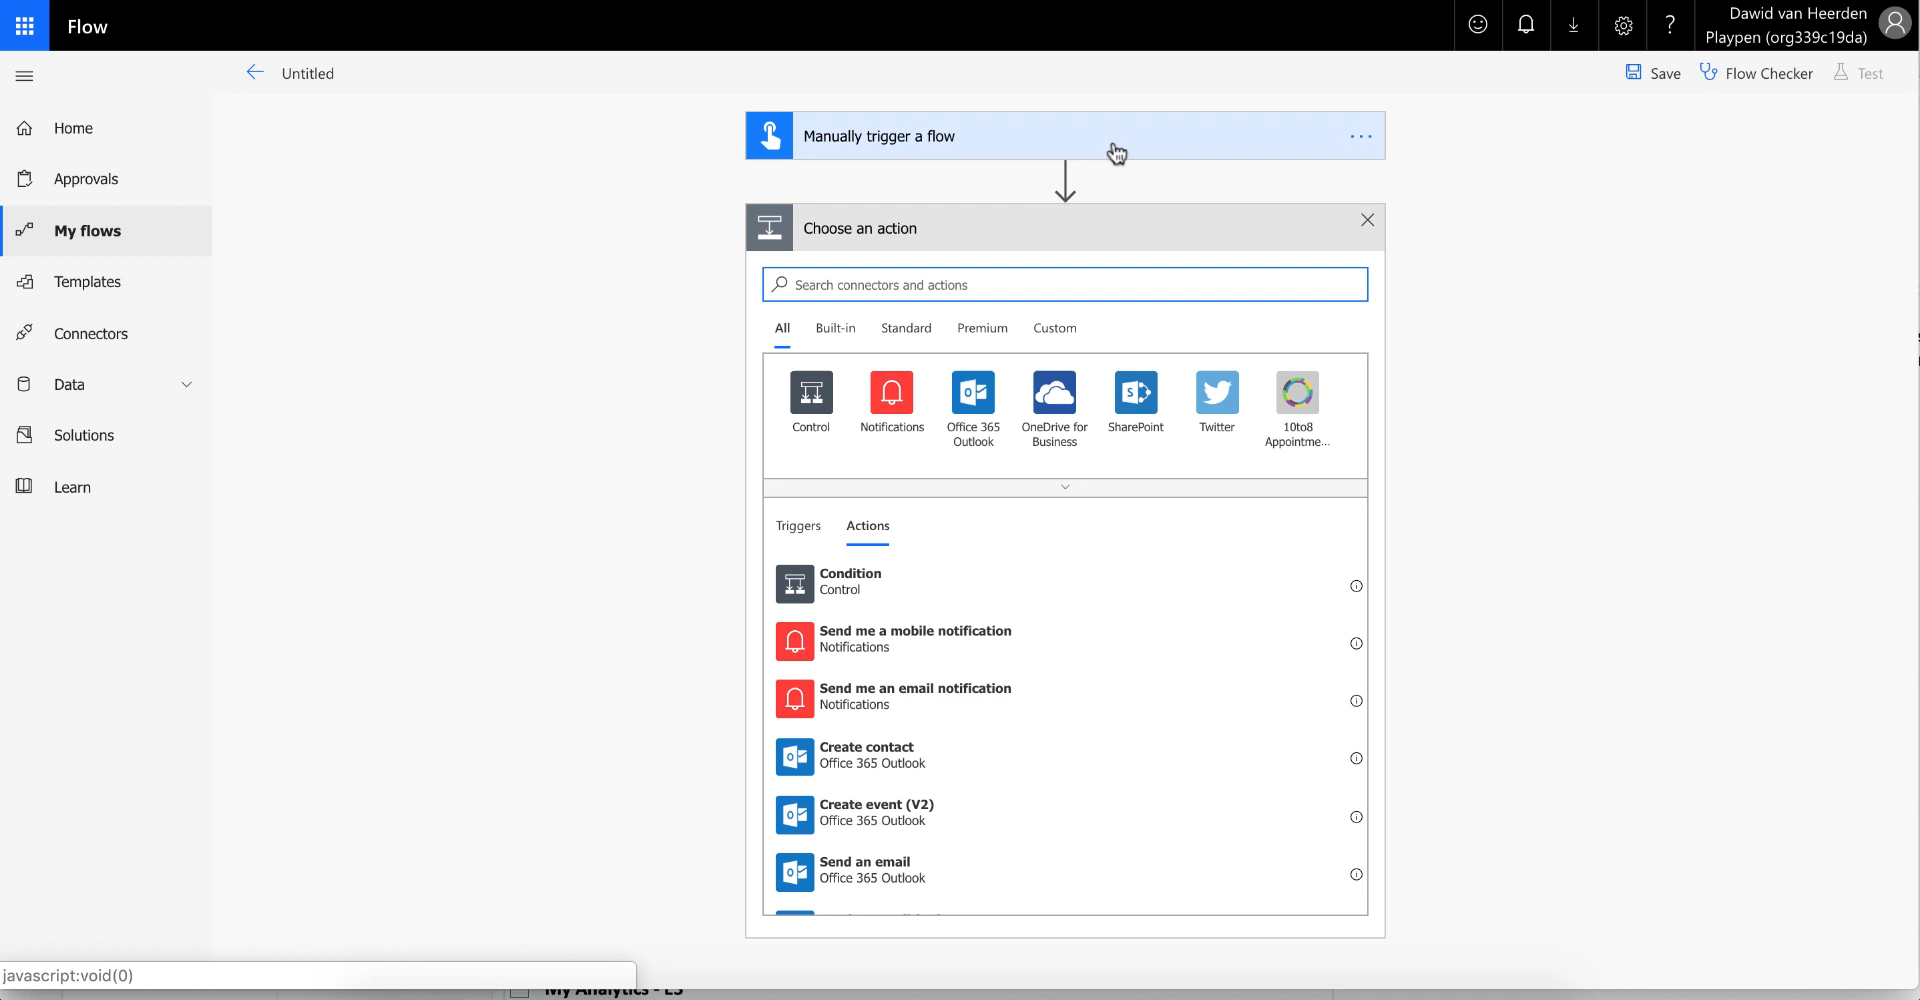 Flow
Dawid van Heerden
Playpen (org339c19da)
Untitled
Save
Flow Checker
Test
Home
Approvals
My flows
Templates
Connectors
Data
Solutions
Learn
Manually trigger a flow
Choose an action
Search connectors and actions
All
Built-in
Standard
Premium
Custom
Control
Notifications
Office 365
Outlook
OneDrive for
Business
SharePoint
Twitter
10to8
Appointme...
Triggers
Actions
Condition
Control
Send me a mobile notification
Notifications
Send me an email notification
Notifications
Create contact
Office 365 Outlook
Create event (V2)
Office 365 Outlook
Send an email
Office 365 Outlook
javascript:void(0)
My Analytics - E5